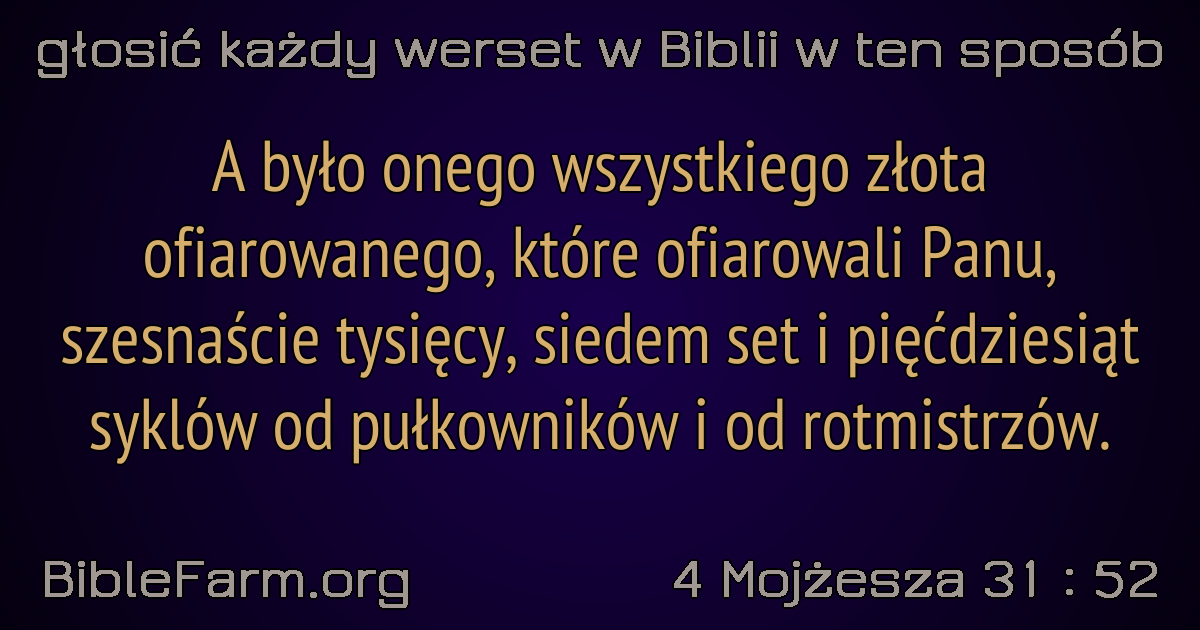 głosić każdy werset w Biblii w ten sposób
A było onego wszystkiego złota
ofiarowanego, które ofiarowali Panu,
szesnaście tysięcy, siedem set i pięćdziesiąt
syklów od pułkowników i od rotmistrzów.
BibleFarm.org
4 Mojżesza 31 : 52